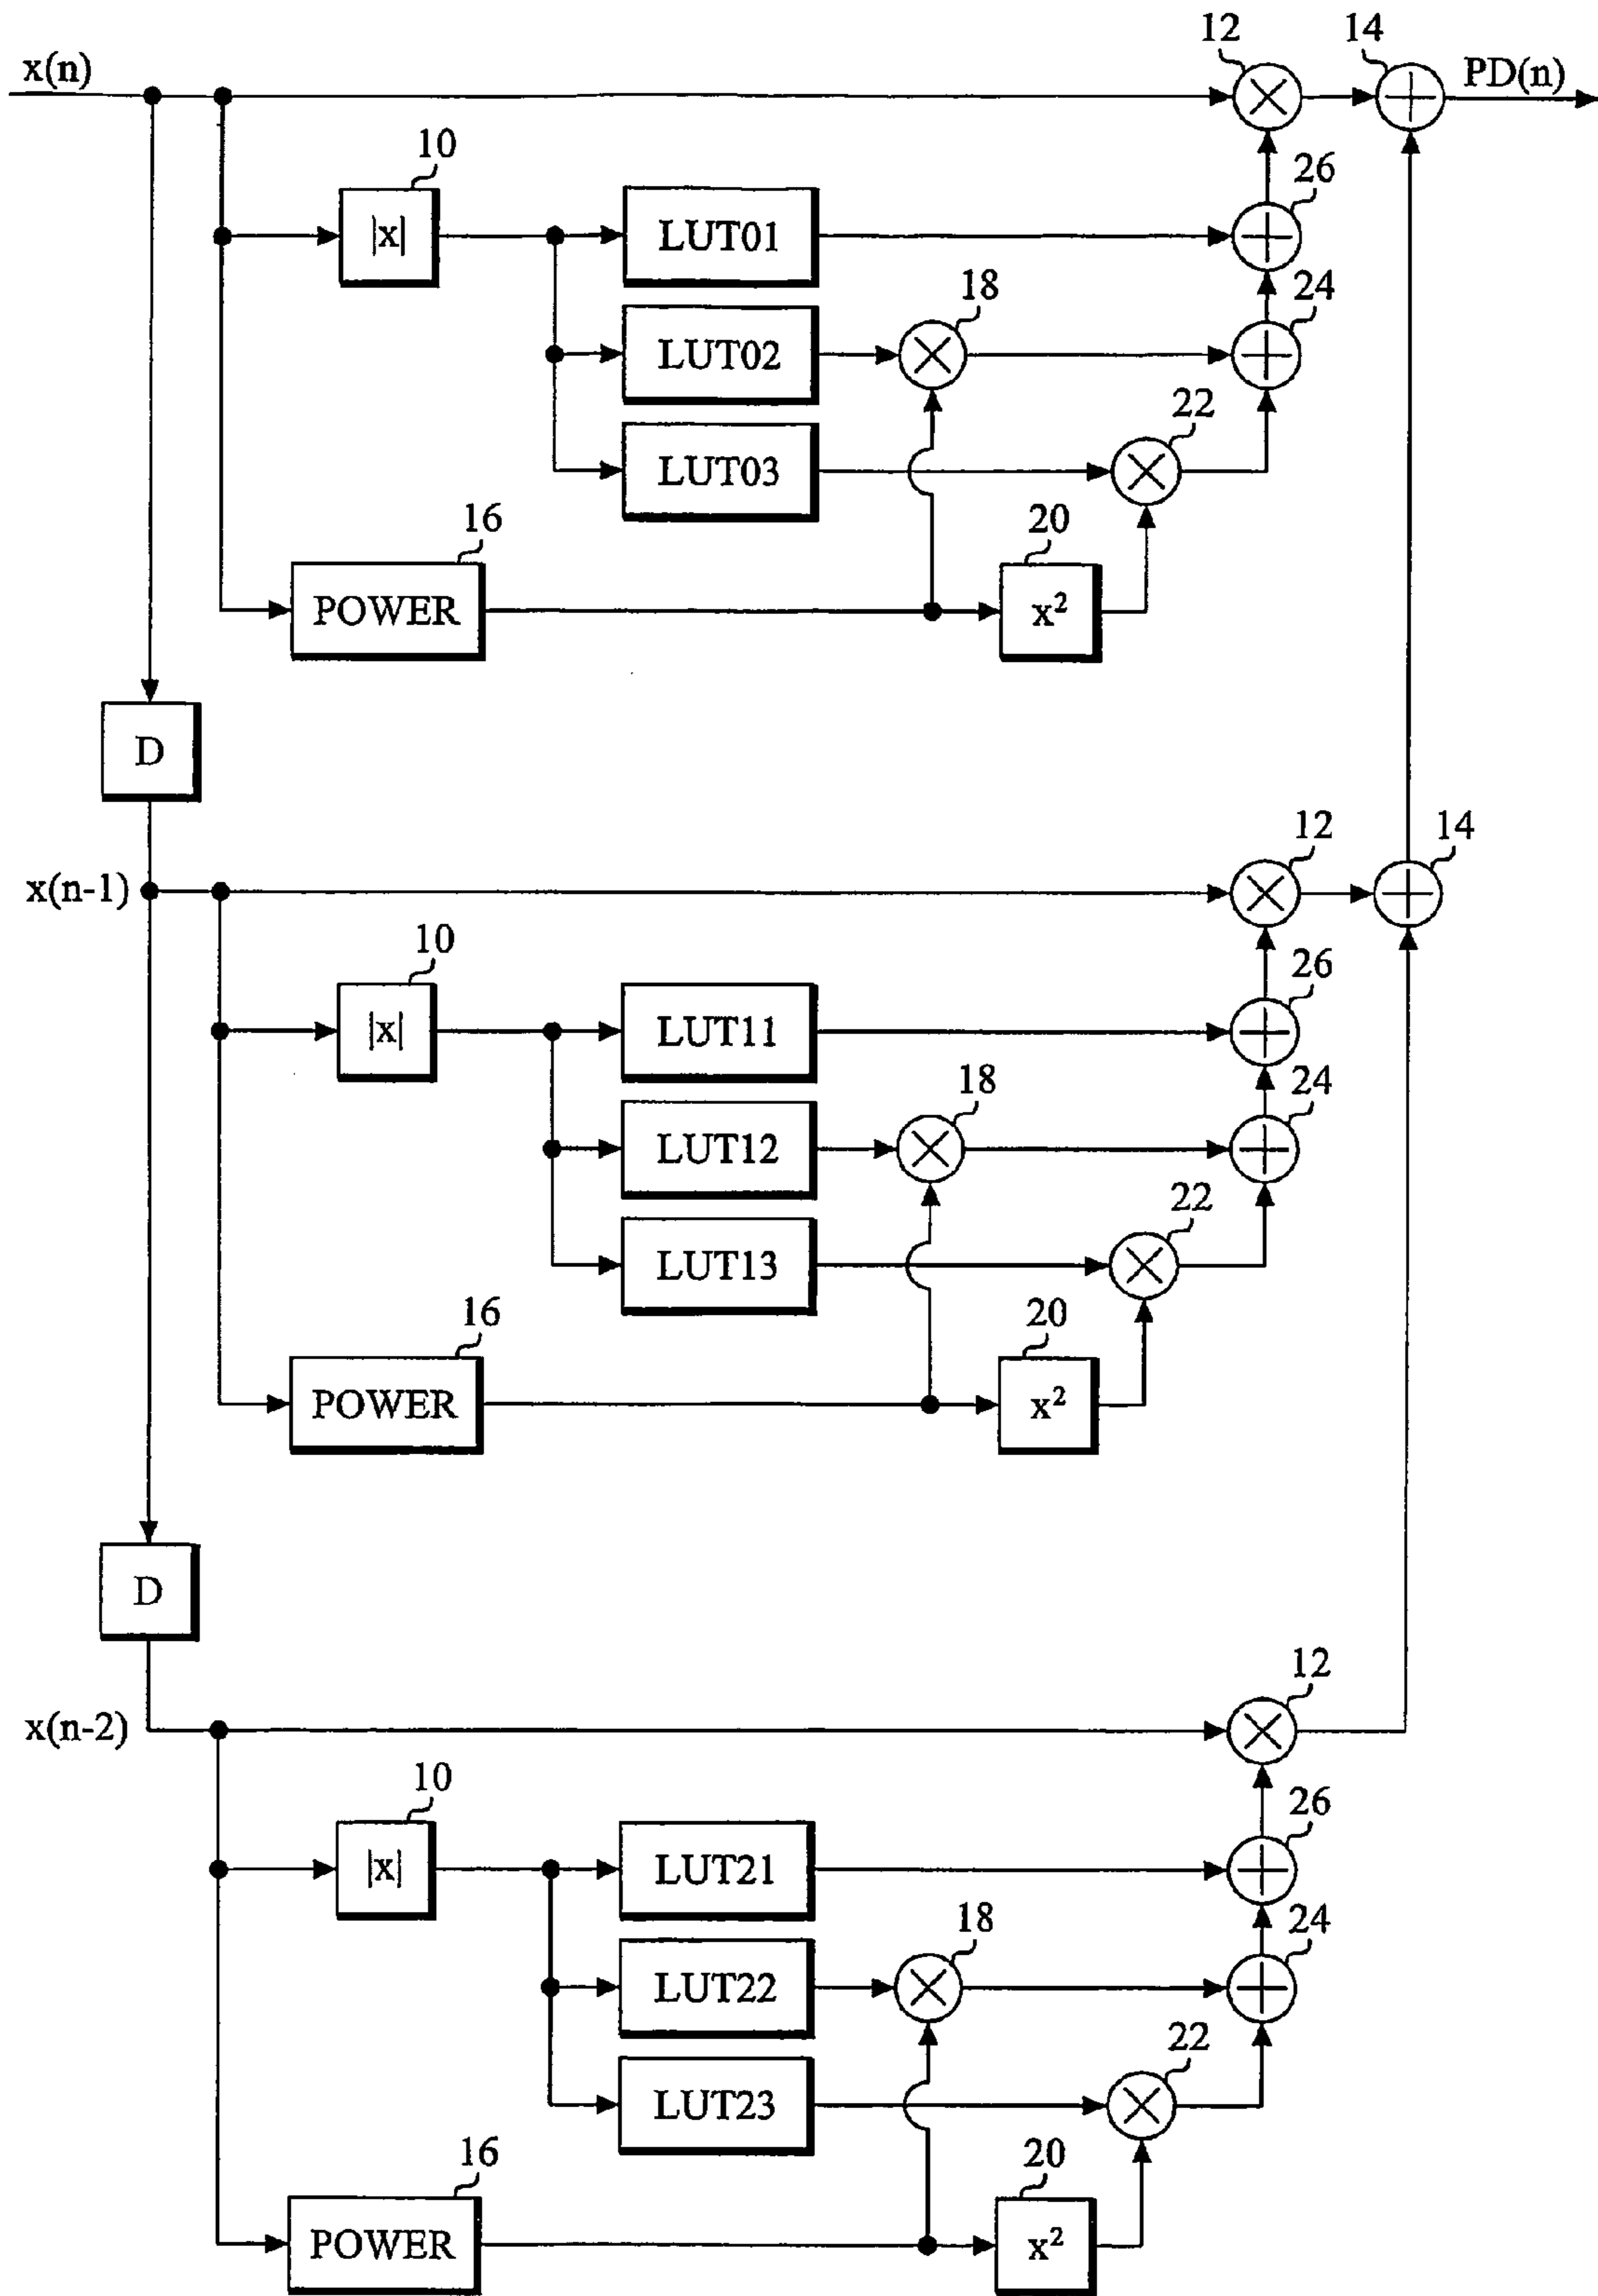 12
14
x(n)
PD(n)
10
26
|x|
LUT01
18
24
LUT02
22
LUT03
16
20
POWER
x²
D
12
14
x(n-1)
10
26
|x|
LUT11
18
24
LUT12
22
LUT13
16
20
POWER
x²
D
12
x(n-2)
10
26
|x|
LUT21
18
24
LUT22
22
LUT23
16
20
POWER
x²